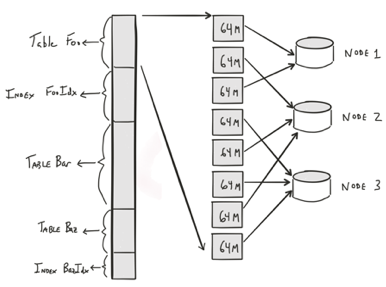 Table Foo
Index FooIdx
Table Bar
Table Baz
Index BazIdx
64M
64M
64M
64M
64M
64M
64M
64M
Node 1
Node 2
Node 3